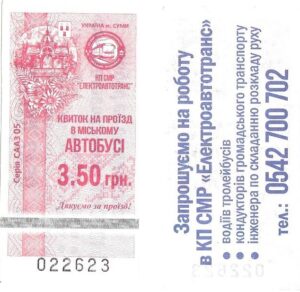 УКРАЇНА м. СУМИ
КП СМР
"ЕЛЕКТРОАВТОТРАНС"
КВИТОК НА ПРОЇЗД
В МІСЬКОМУ
АВТОБУСІ
3.50 грн.
Серія СААЗ 05
Дякуємо за проїзд!
022623
Запрошуємо на роботу
в КП СМР «Електроавтотранс»
• водіїв тролейбусів
• кондукторів громадського транспорту
• інженера по складанню розкладу руху
тел.: 0542 700 702